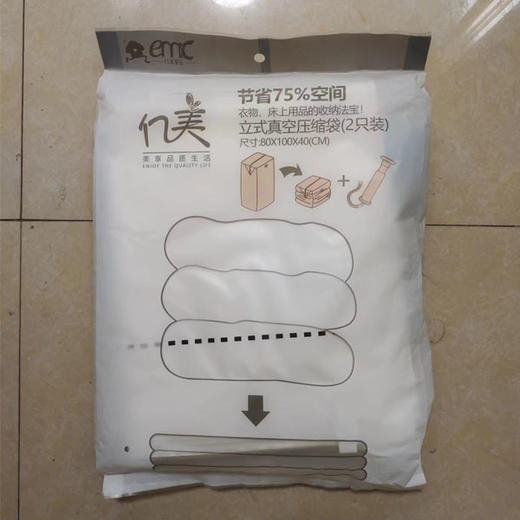 emc
节省75%空间
衣物、床上用品的收纳法宝!
立式真空压缩袋(2只装)
尺寸:80X100X40(CM)
亿美
美享品质生活
ENJOY THE QUALITY LIFE